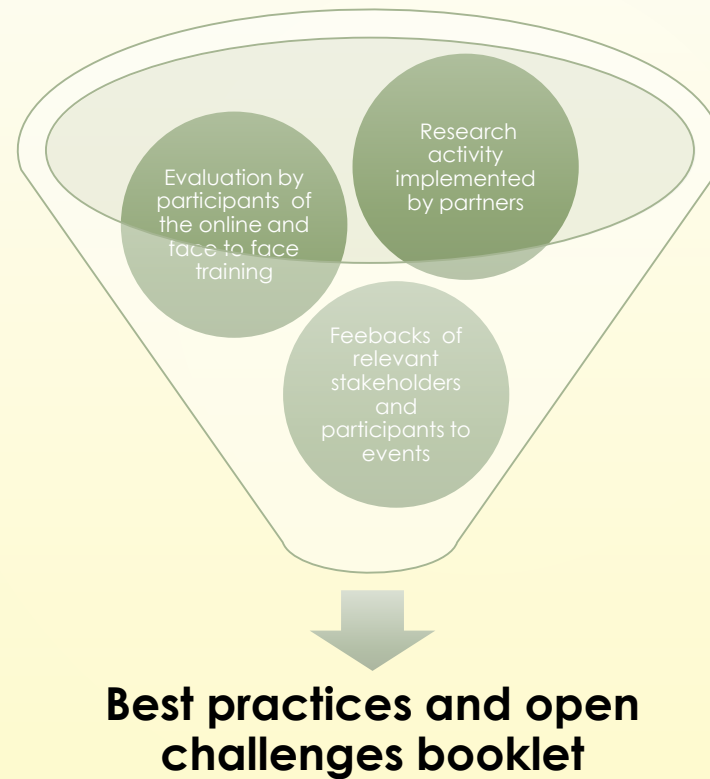 Evaluation by
participants of
the online and
face to face
training
Research
activity
implemented
by partners
Feebacks of
relevant
stakeholders
and
participants to
events
Best practices and open
challenges booklet